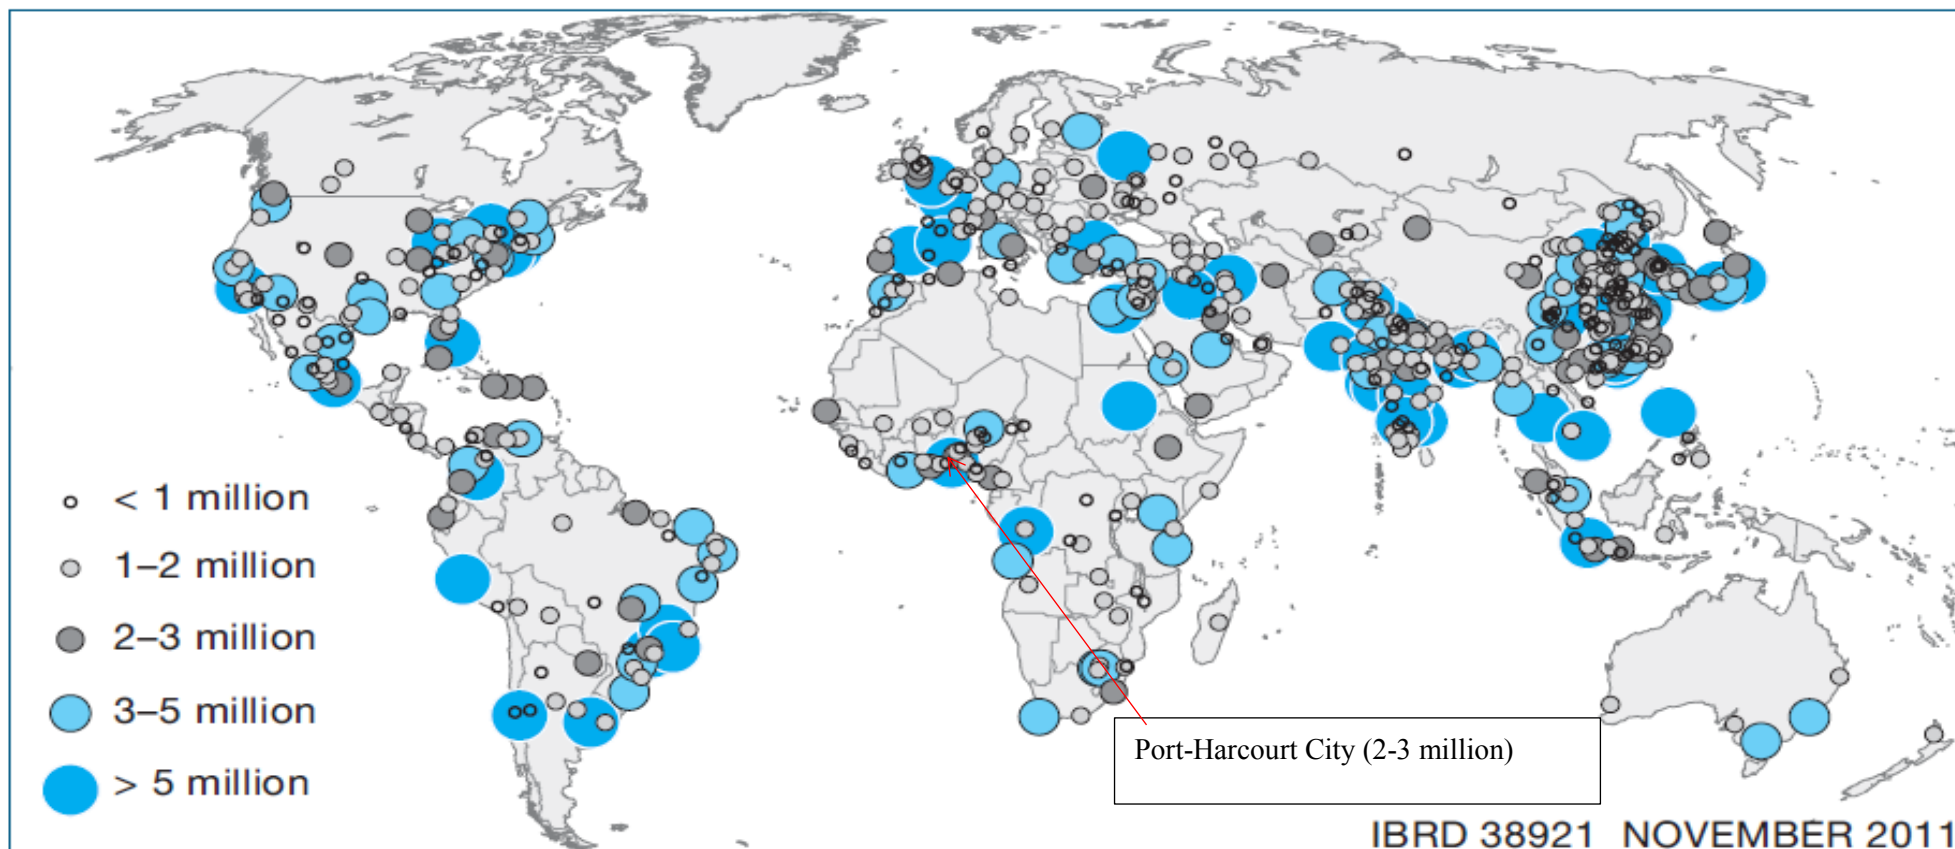 < 1 million
1–2 million
2–3 million
3–5 million
> 5 million
Port-Harcourt City (2-3 million)
IBRD 38921 NOVEMBER 2011